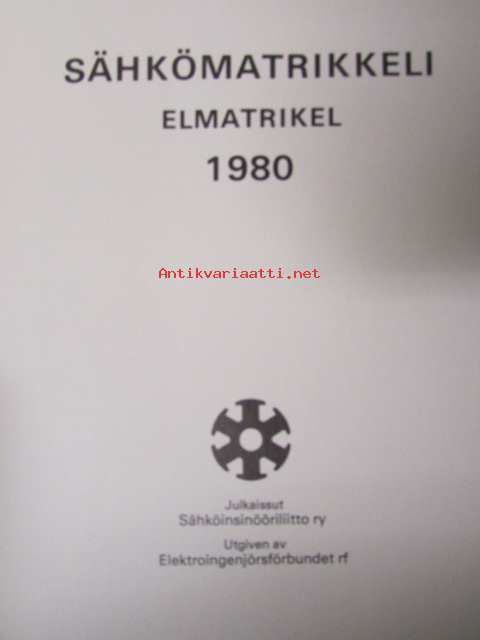 SÄHKÖMATRIKKELI
ELMATRIKEL
1980
Antikvariaatti.net
Julkaissut
Sähköinsinööriliitto ry
Utgiven av
Elektroingenjörsförbundet rf